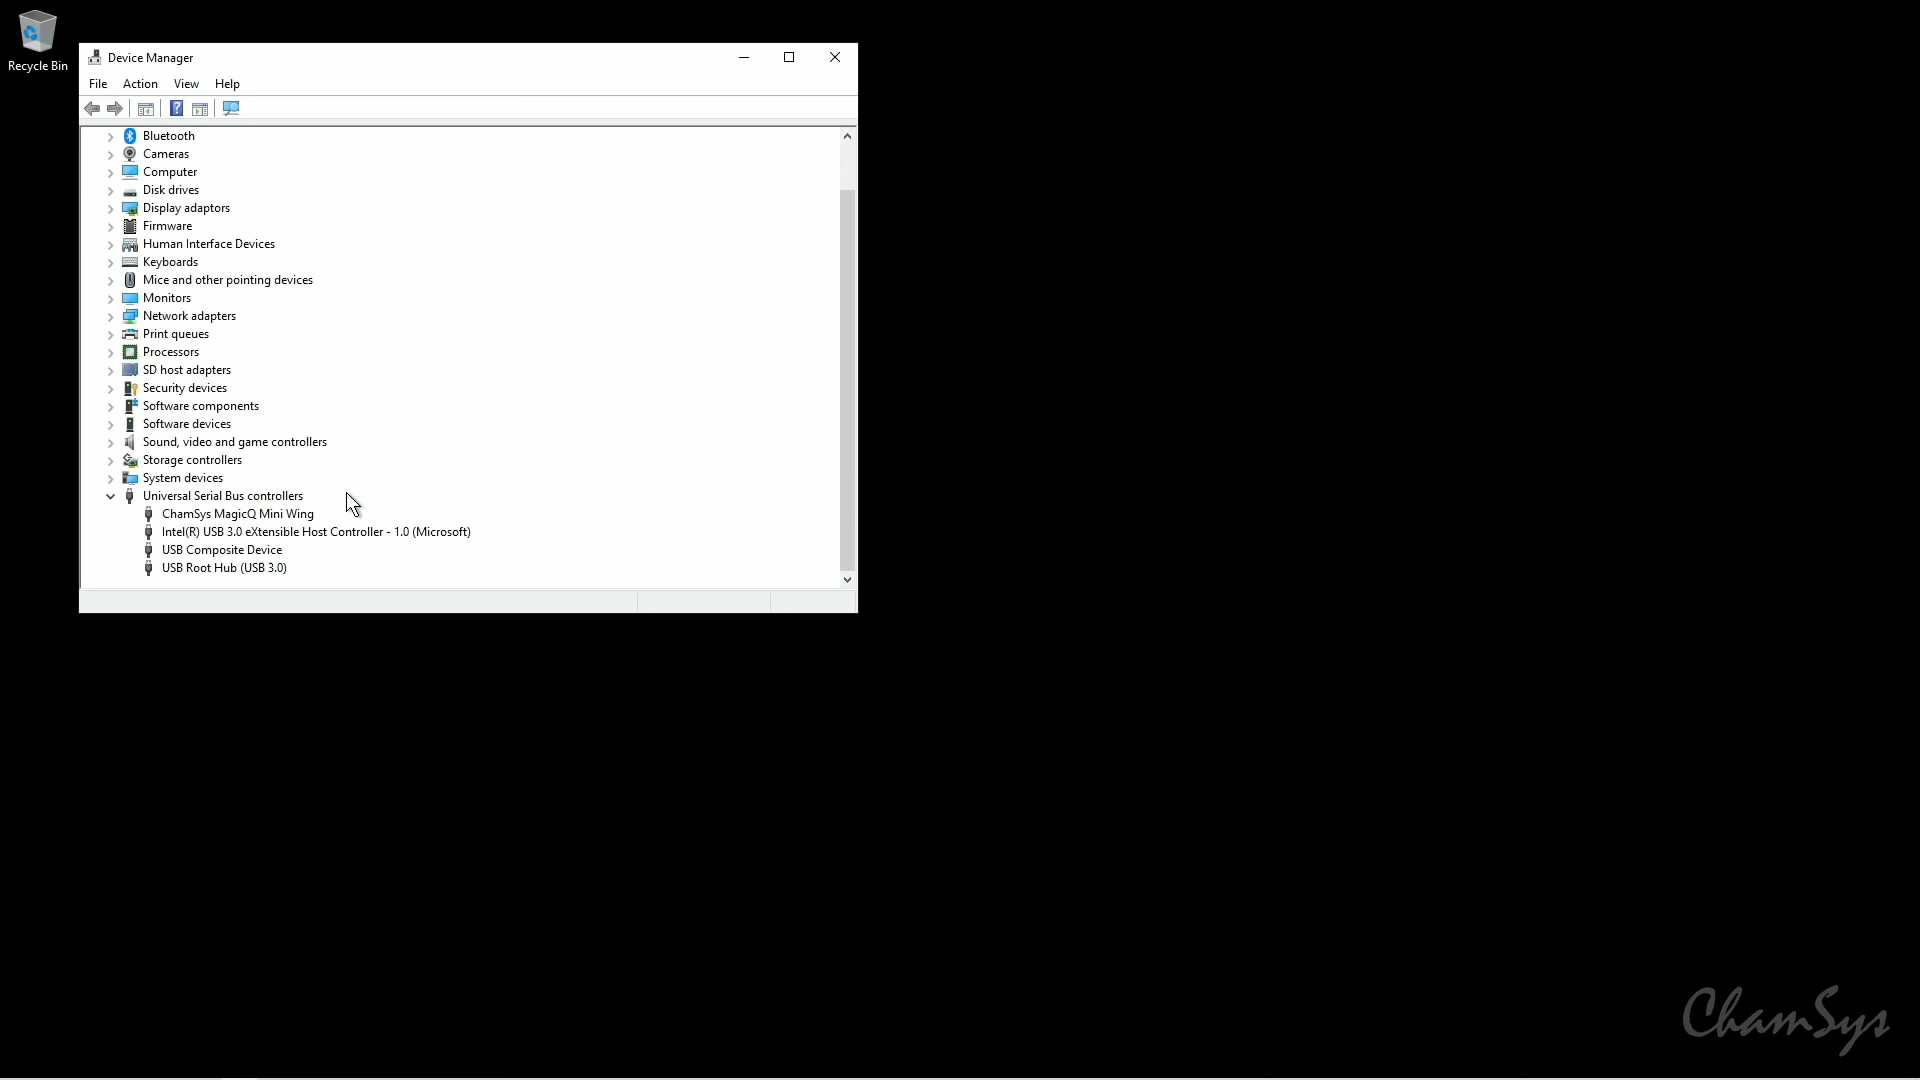 Recycle Bin
Device Manager
File Action View Help
Bluetooth
Cameras
Computer
Disk drives
Display adaptors
Firmware
Human Interface Devices
Keyboards
Mice and other pointing devices
Monitors
Network adapters
Print queues
Processors
SD host adapters
Security devices
Software components
Software devices
Sound, video and game controllers
Storage controllers
System devices
Universal Serial Bus controllers
ChamSys MagicQ Mini Wing
Intel(R) USB 3.0 eXtensible Host Controller - 1.0 (Microsoft)
USB Composite Device
USB Root Hub (USB 3.0)
ChamSys